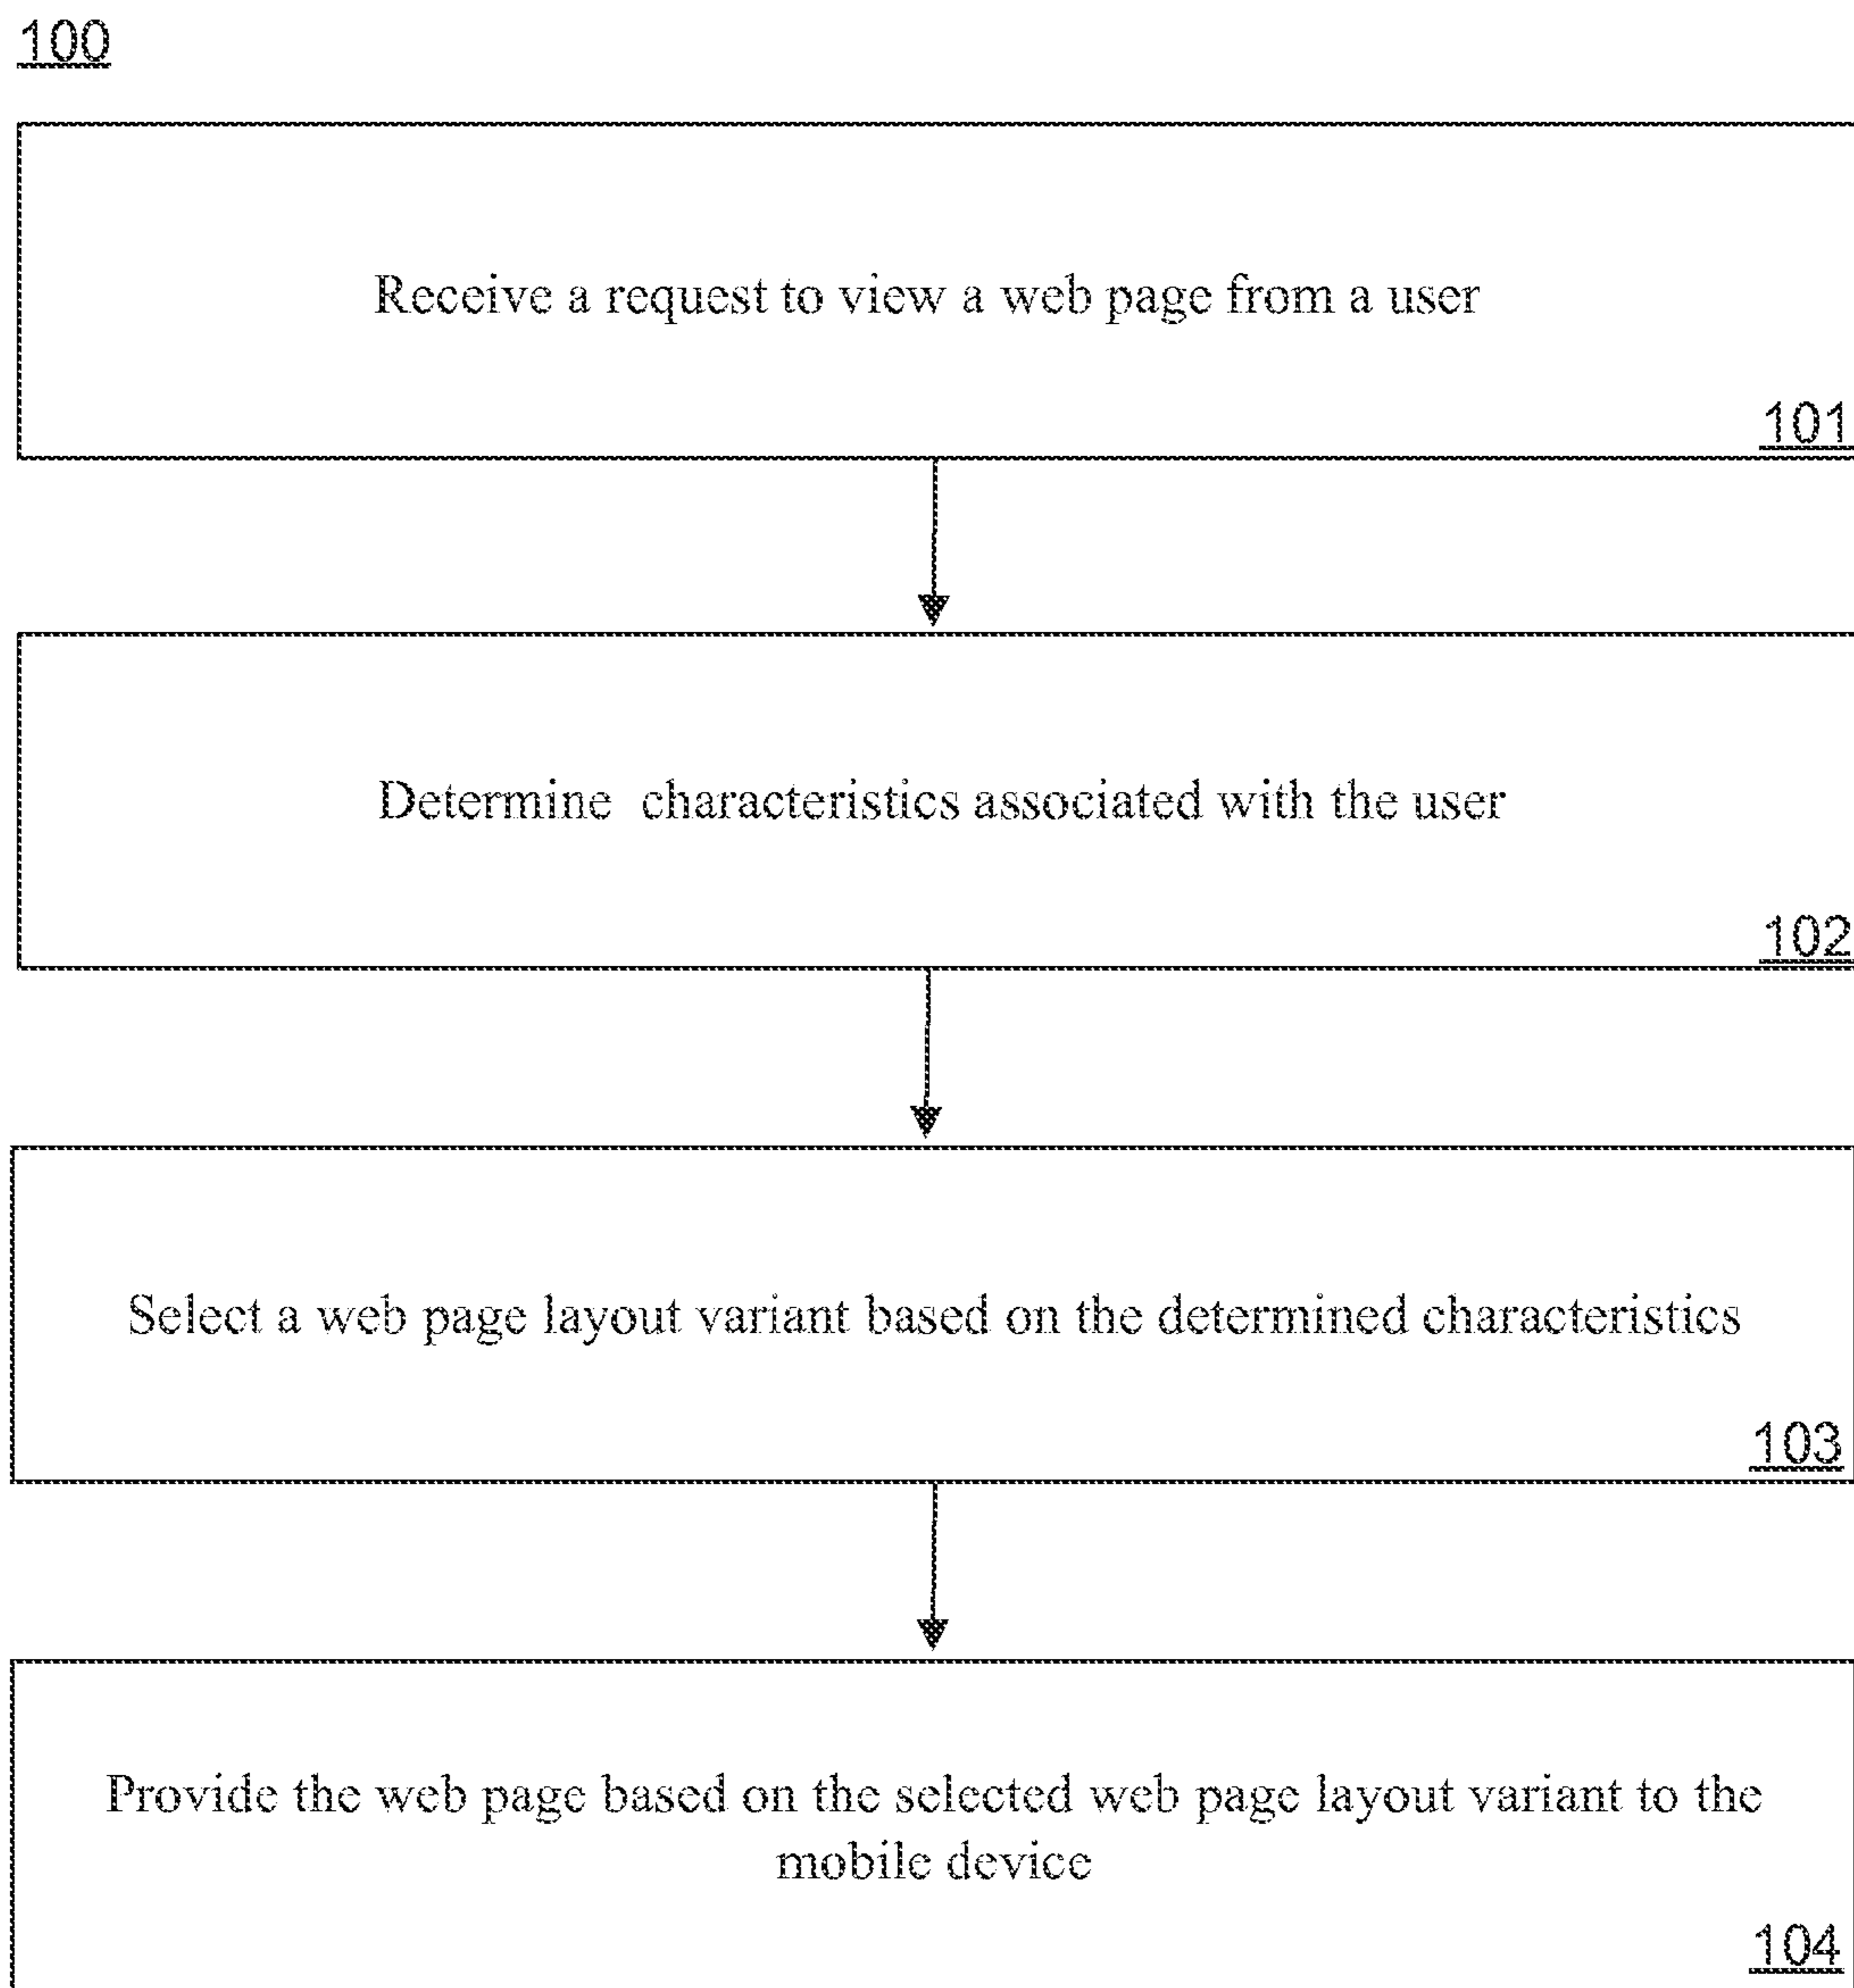 100
Receive a request to view a web page from a user
101
Determine characteristics associated with the user
102
Select a web page layout variant based on the determined characteristics
103
Provide the web page based on the selected web page layout variant to the
mobile device
104